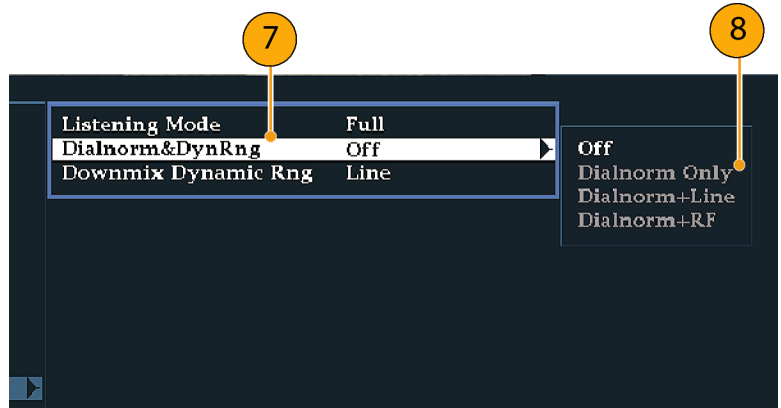 7
8
Listening Mode Full
Dialnorm&DynRng Off
Downmix Dynamic Rng Line
Off
Dialnorm Only
Dialnorm+Line
Dialnorm+RF